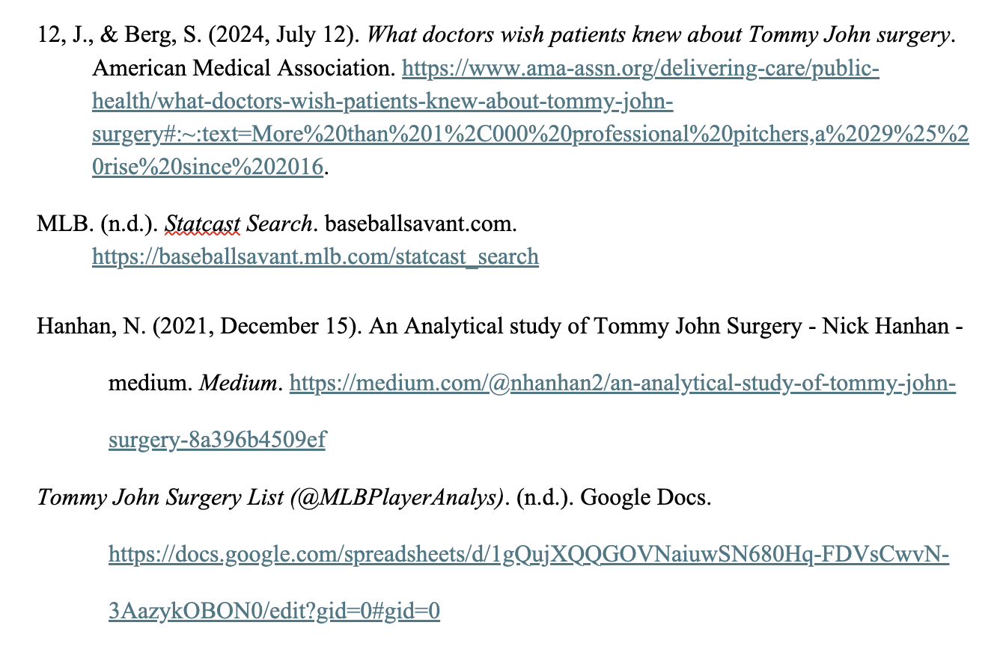 12, J., & Berg, S. (2024, July 12). What doctors wish patients knew about Tommy John surgery.
American Medical Association. https://www.ama-assn.org/delivering-care/public-
health/what-doctors-wish-patients-knew-about-tommy-john-
surgery#:~:text=More%20than%201%2C000%20professional%20pitchers,a%2029%25%2
0rise%20since%202016.
MLB. (n.d.). Statcast Search. baseballsavant.com.
https://baseballsavant.mlb.com/statcast_search
Hanhan, N. (2021, December 15). An Analytical study of Tommy John Surgery - Nick Hanhan -
medium. Medium. https://medium.com/@nhanhan2/an-analytical-study-of-tommy-john-
surgery-8a396b4509ef
Tommy John Surgery List (@MLBPlayerAnalys). (n.d.). Google Docs.
https://docs.google.com/spreadsheets/d/1gQujXQQGOVNaiuwSN680Hq-FDVsCwvN-
3AazykOBON0/edit?gid=0#gid=0